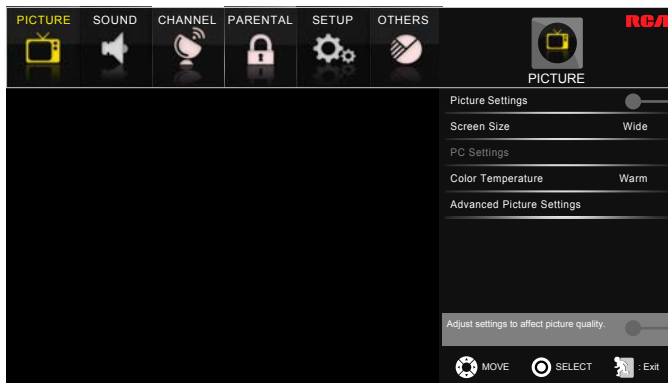 PICTURE SOUND CHANNEL PARENTAL SETUP OTHERS
RCA
PICTURE
Picture Settings
Screen Size Wide
PC Settings
Color Temperature Warm
Advanced Picture Settings
Adjust settings to affect picture quality.
MOVE SELECT : Exit